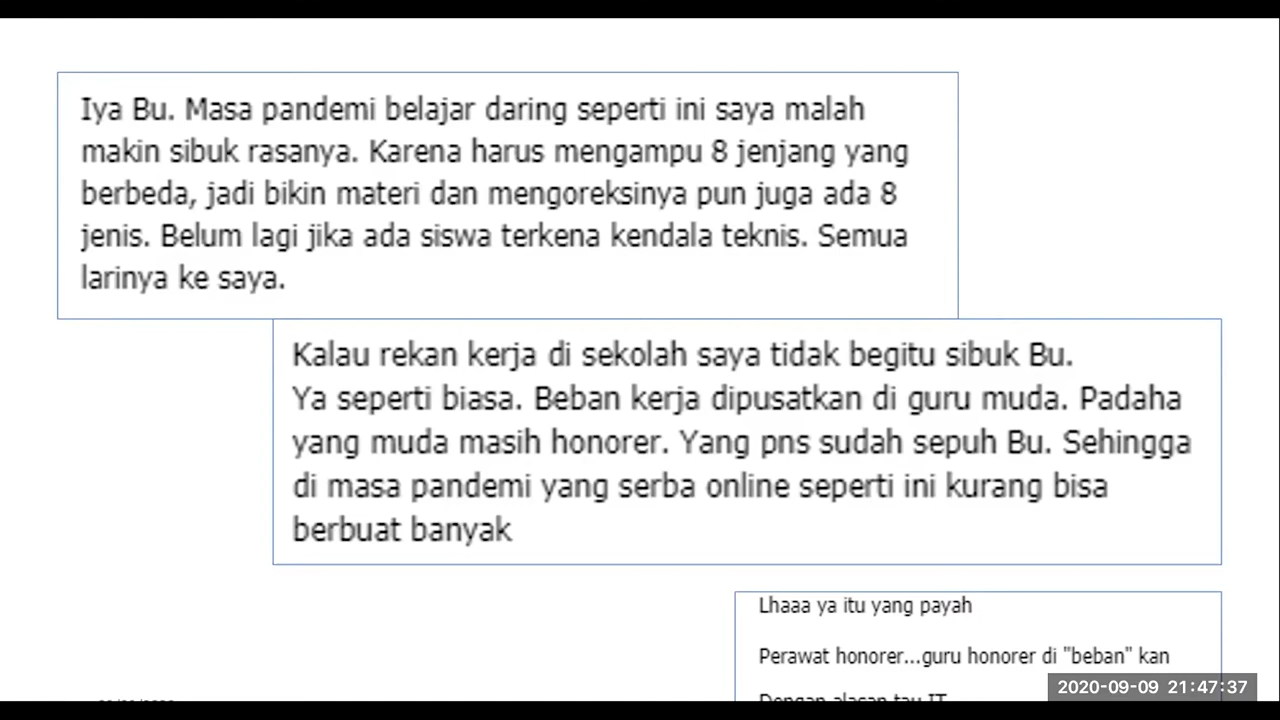 Iya Bu. Masa pandemi belajar daring seperti ini saya malah
makin sibuk rasanya. Karena harus mengampu 8 jenjang yang
berbeda, jadi bikin materi dan mengoreksinya pun juga ada 8
jenis. Belum lagi jika ada siswa terkena kendala teknis. Semua
larinya ke saya.
Kalau rekan kerja di sekolah saya tidak begitu sibuk Bu.
Ya seperti biasa. Beban kerja dipusatkan di guru muda. Padaha
yang muda masih honorer. Yang pns sudah sepuh Bu. Sehingga
di masa pandemi yang serba online seperti ini kurang bisa
berbuat banyak
Lhaaa ya itu yang payah
Perawat honorer...guru honorer di "beban" kan
Dengan alasan tau IT
2020-09-09 21:47:37